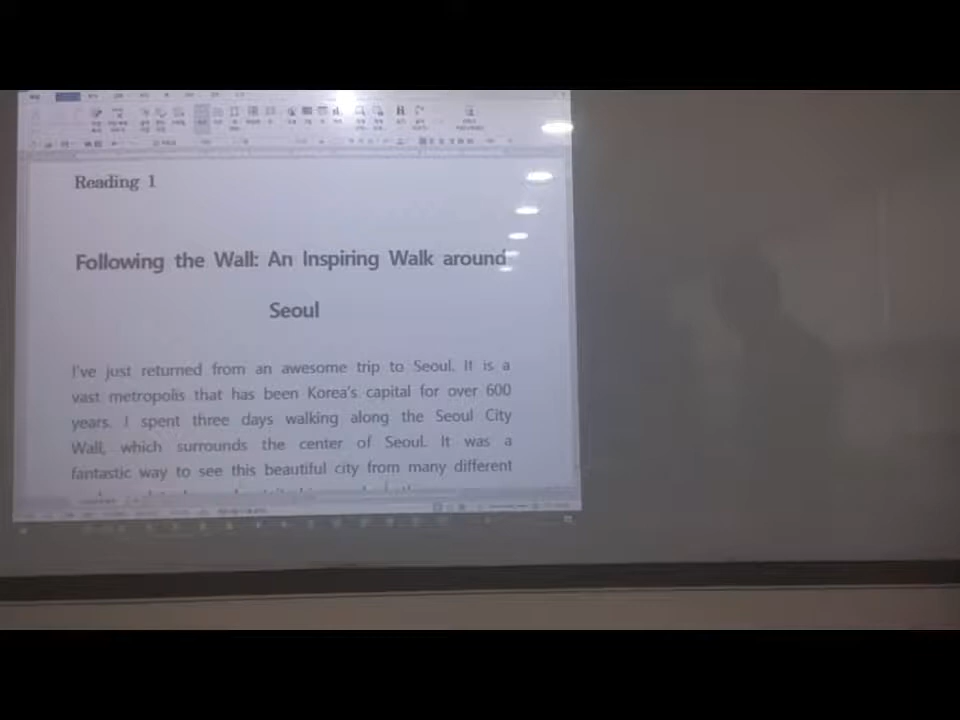 Reading 1
Following the Wall: An Inspiring Walk around
Seoul
I've just returned from an awesome trip to Seoul. It is a
vast metropolis that has been Korea's capital for over 600
years. I spent three days walking along the Seoul City
Wall, which surrounds the center of Seoul. It was a
fantastic way to see this beautiful city from many different